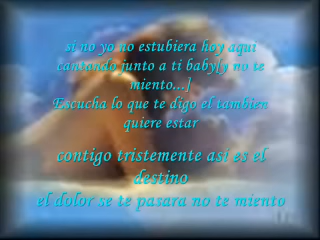 si no yo no estubiera hoy aqui
cantando junto a ti baby[y no te
miento...]
Escucha lo que te digo el tambien
quiere estar
contigo tristemente asi es el
destino
el dolor se te pasara no te miento